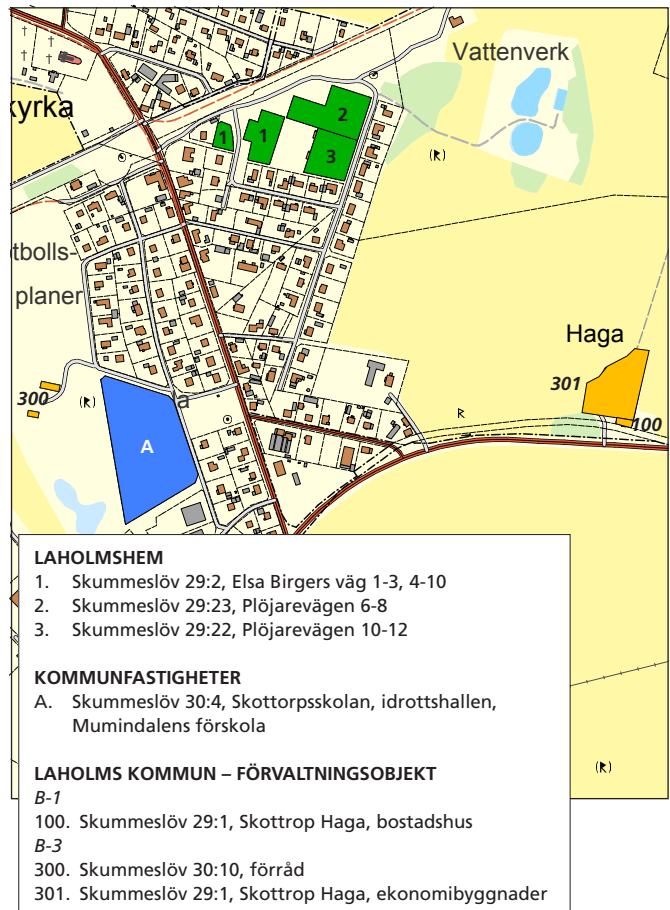 Vattenverk
kyrka
2
1
1
3
(R)
tbolls-
planer
Haga
301
300
(R)
a
R
100
A
LAHOLMSHEM
1. Skummeslöv 29:2, Elsa Birgers väg 1-3, 4-10
2. Skummeslöv 29:23, Plöjarevägen 6-8
3. Skummeslöv 29:22, Plöjarevägen 10-12
KOMMUNFASTIGHETER
A. Skummeslöv 30:4, Skottorpsskolan, idrottshallen,
Mumindalens förskola
LAHOLMS KOMMUN – FÖRVALTNINGSOBJEKT
B-1
100. Skummeslöv 29:1, Skottrop Haga, bostadshus
B-3
300. Skummeslöv 30:10, förråd
301. Skummeslöv 29:1, Skottrop Haga, ekonomibyggnader
(R)